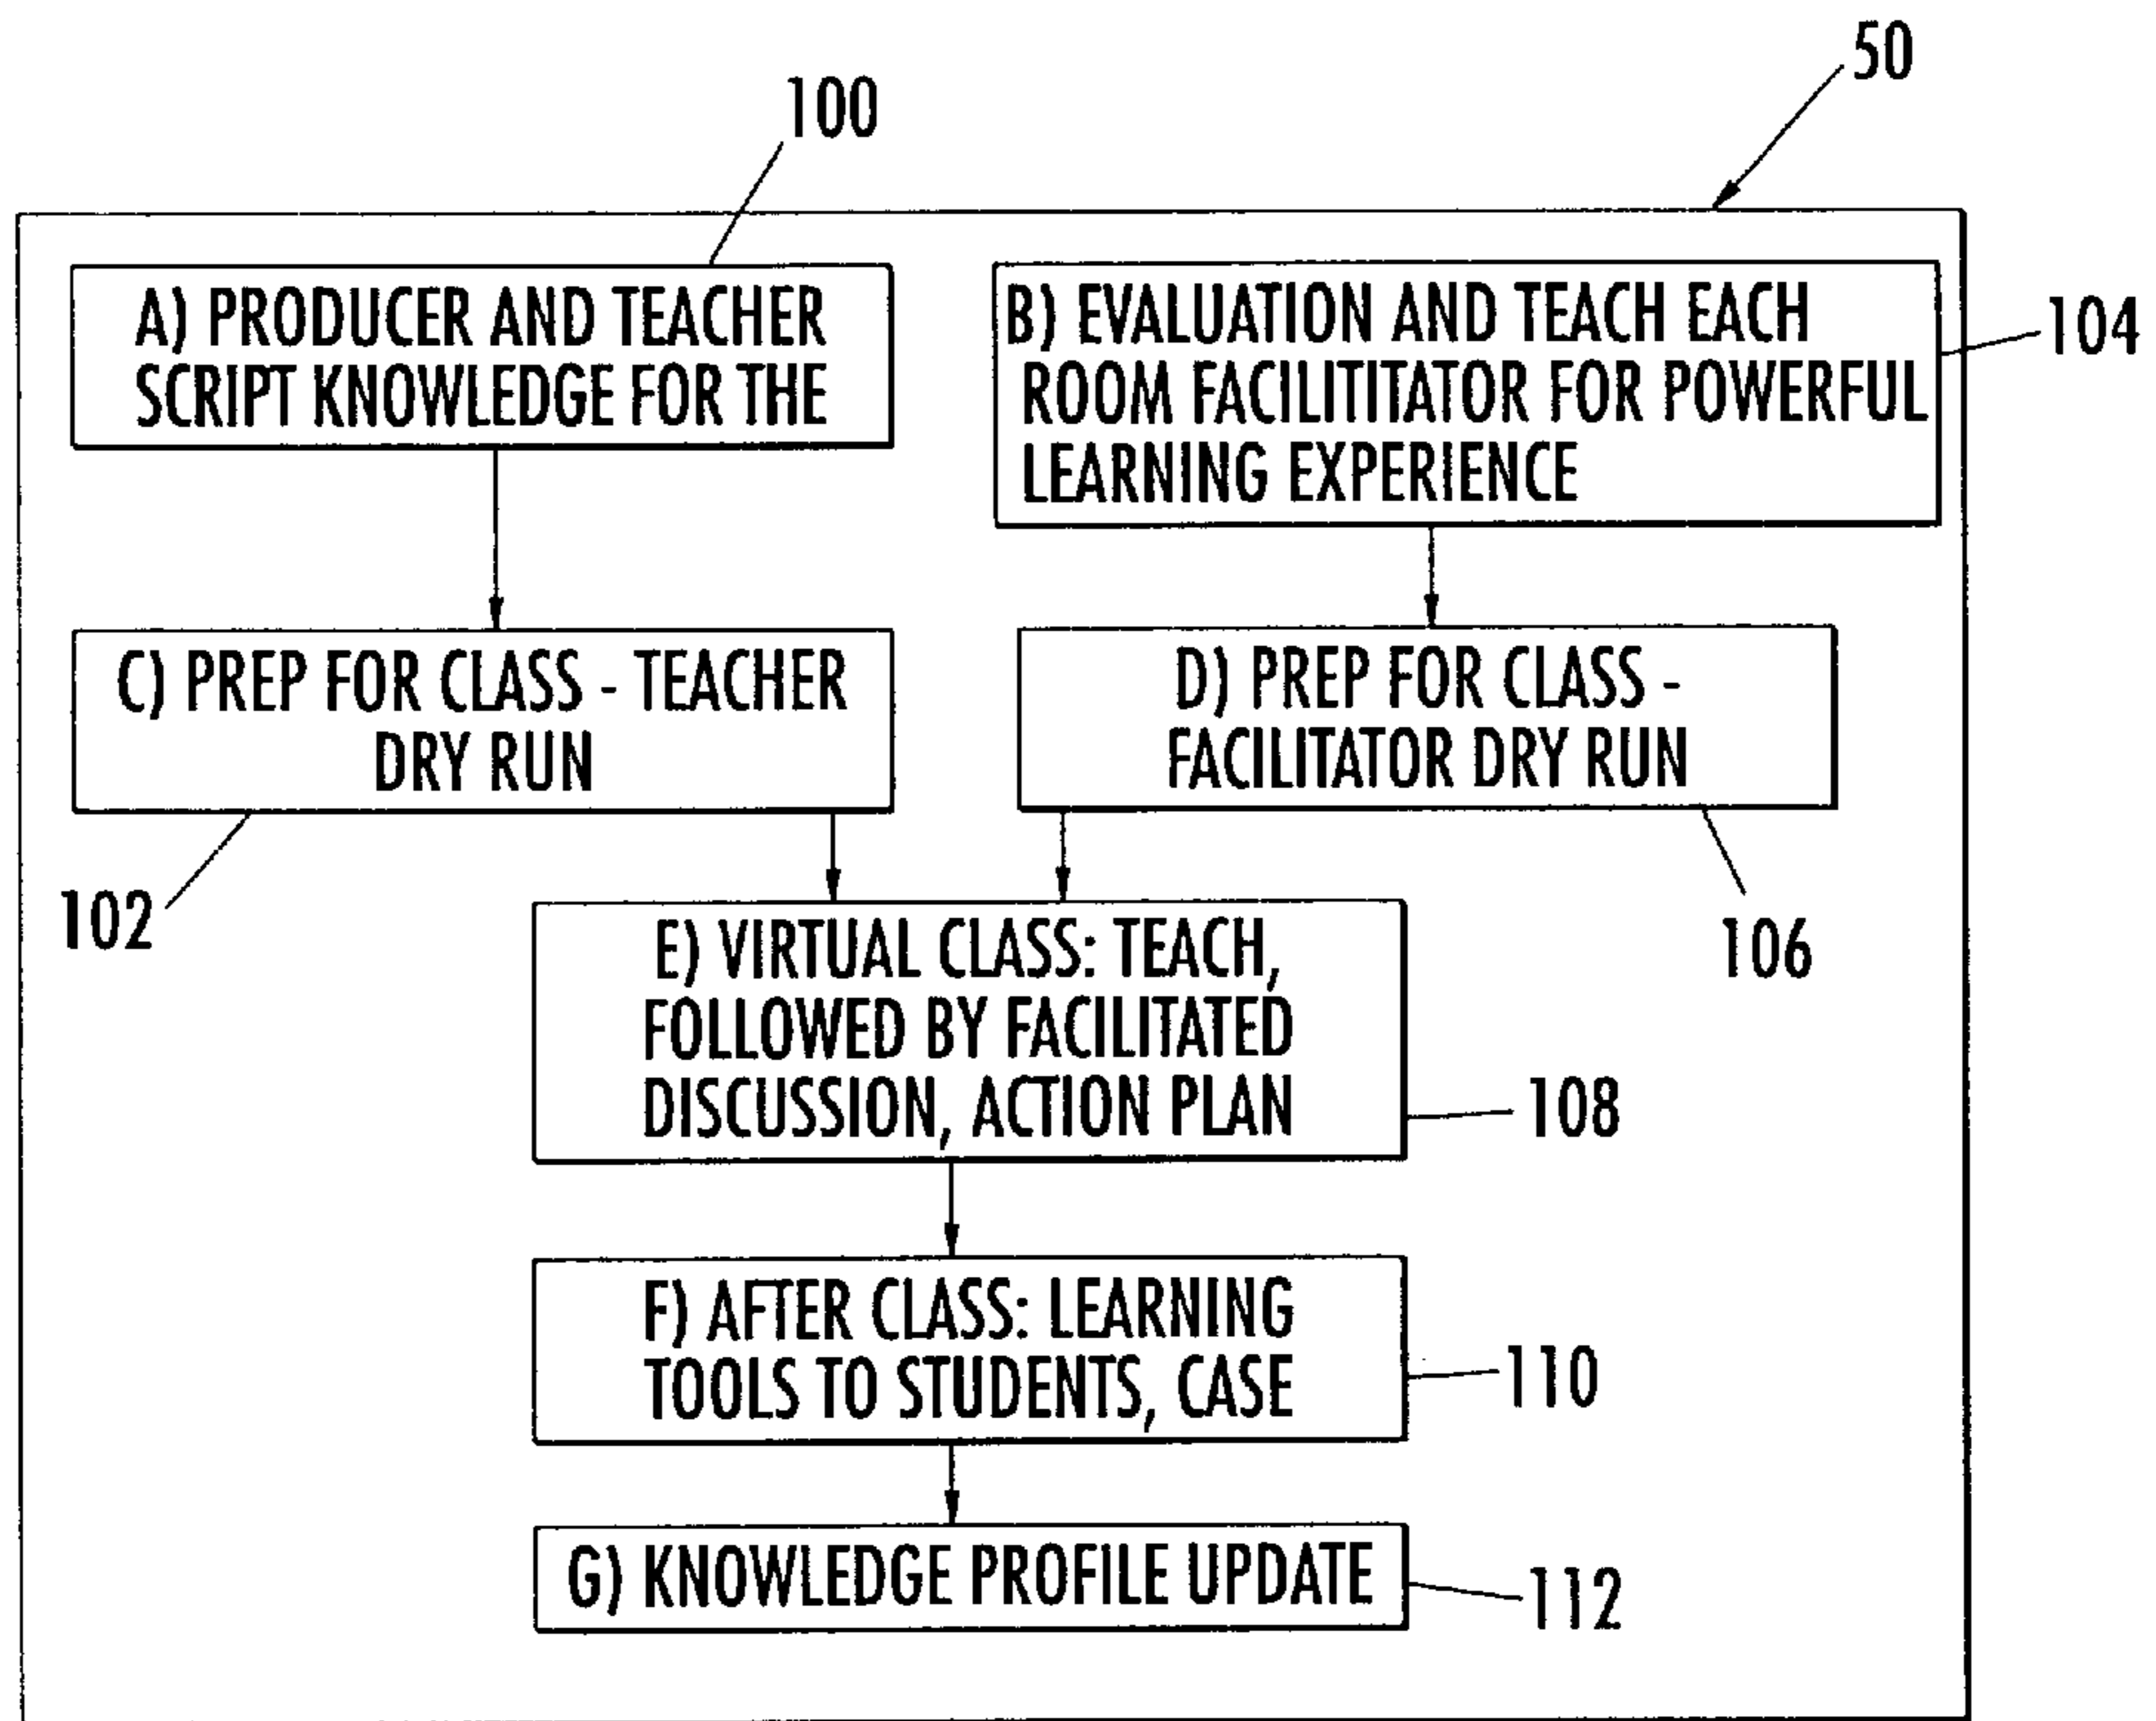 50
100
A) PRODUCER AND TEACHER
SCRIPT KNOWLEDGE FOR THE
B) EVALUATION AND TEACH EACH
ROOM FACILITITATOR FOR POWERFUL
LEARNING EXPERIENCE
104
C) PREP FOR CLASS - TEACHER
DRY RUN
D) PREP FOR CLASS -
FACILITATOR DRY RUN
102
106
E) VIRTUAL CLASS: TEACH,
FOLLOWED BY FACILITATED
DISCUSSION, ACTION PLAN
108
F) AFTER CLASS: LEARNING
TOOLS TO STUDENTS, CASE
110
G) KNOWLEDGE PROFILE UPDATE
112